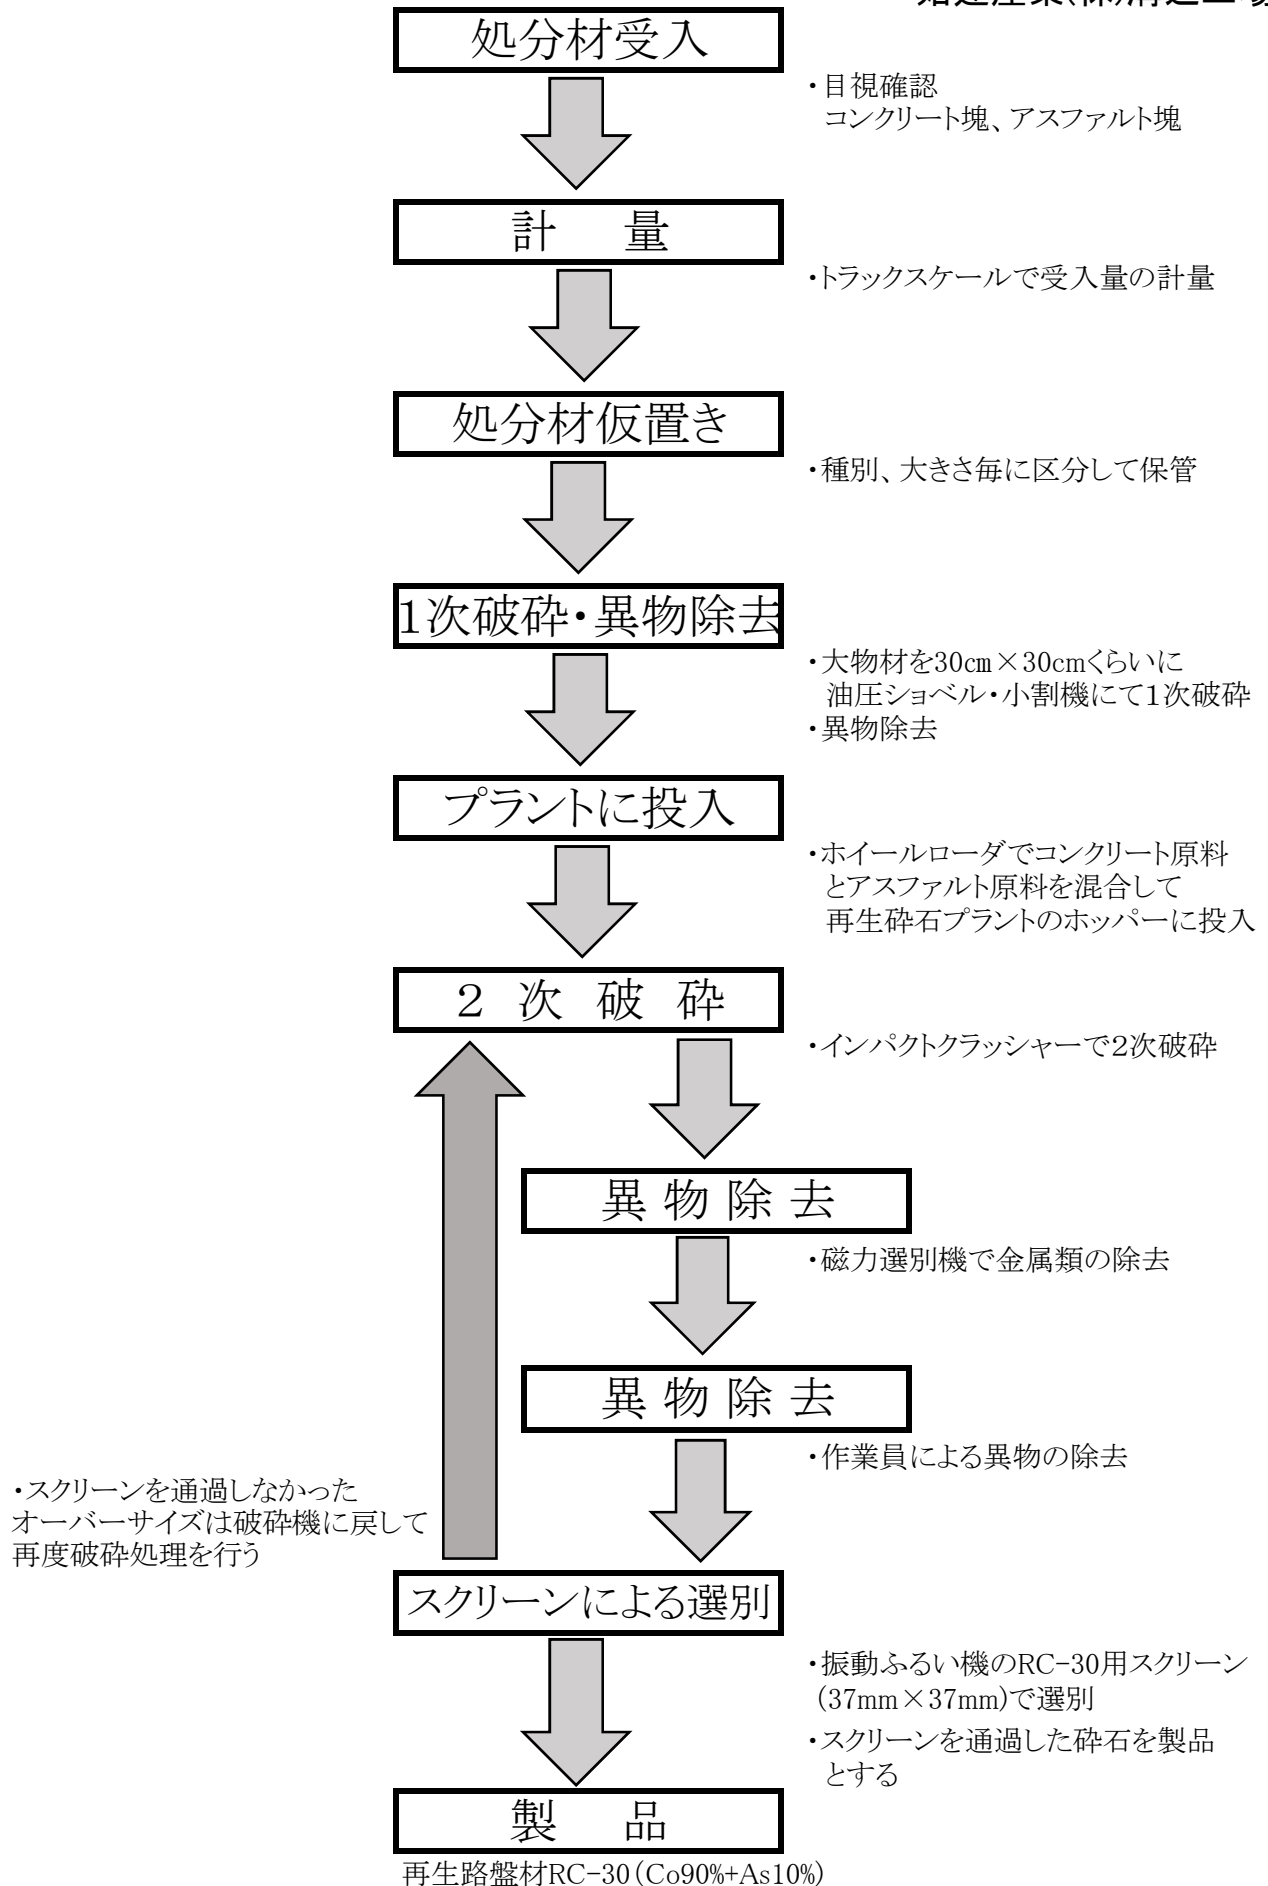 処分材受入
・目視確認
コンクリート塊、アスファルト塊
計　量
・トラックスケールで受入量の計量
処分材仮置き
・種別、大きさ毎に区分して保管
１次破砕・異物除去
・大物材を30㎝×30cmくらいに
油圧ショベル・小割機にて１次破砕
・異物除去
プラントに投入
・ホイールローダでコンクリート原料
とアスファルト原料を混合して
再生砕石プラントのホッパーに投入
２ 次 破 砕
・インパクトクラッシャーで２次破砕
異 物 除 去
・磁力選別機で金属類の除去
異 物 除 去
・作業員による異物の除去
・スクリーンを通過しなかった
オーバーサイズは破砕機に戻して
再度破砕処理を行う
スクリーンによる選別
・振動ふるい機のRC-30用スクリーン
(37mm×37mm)で選別
・スクリーンを通過した砕石を製品
とする
製　品
再生路盤材RC-30（Co90%+As10%）